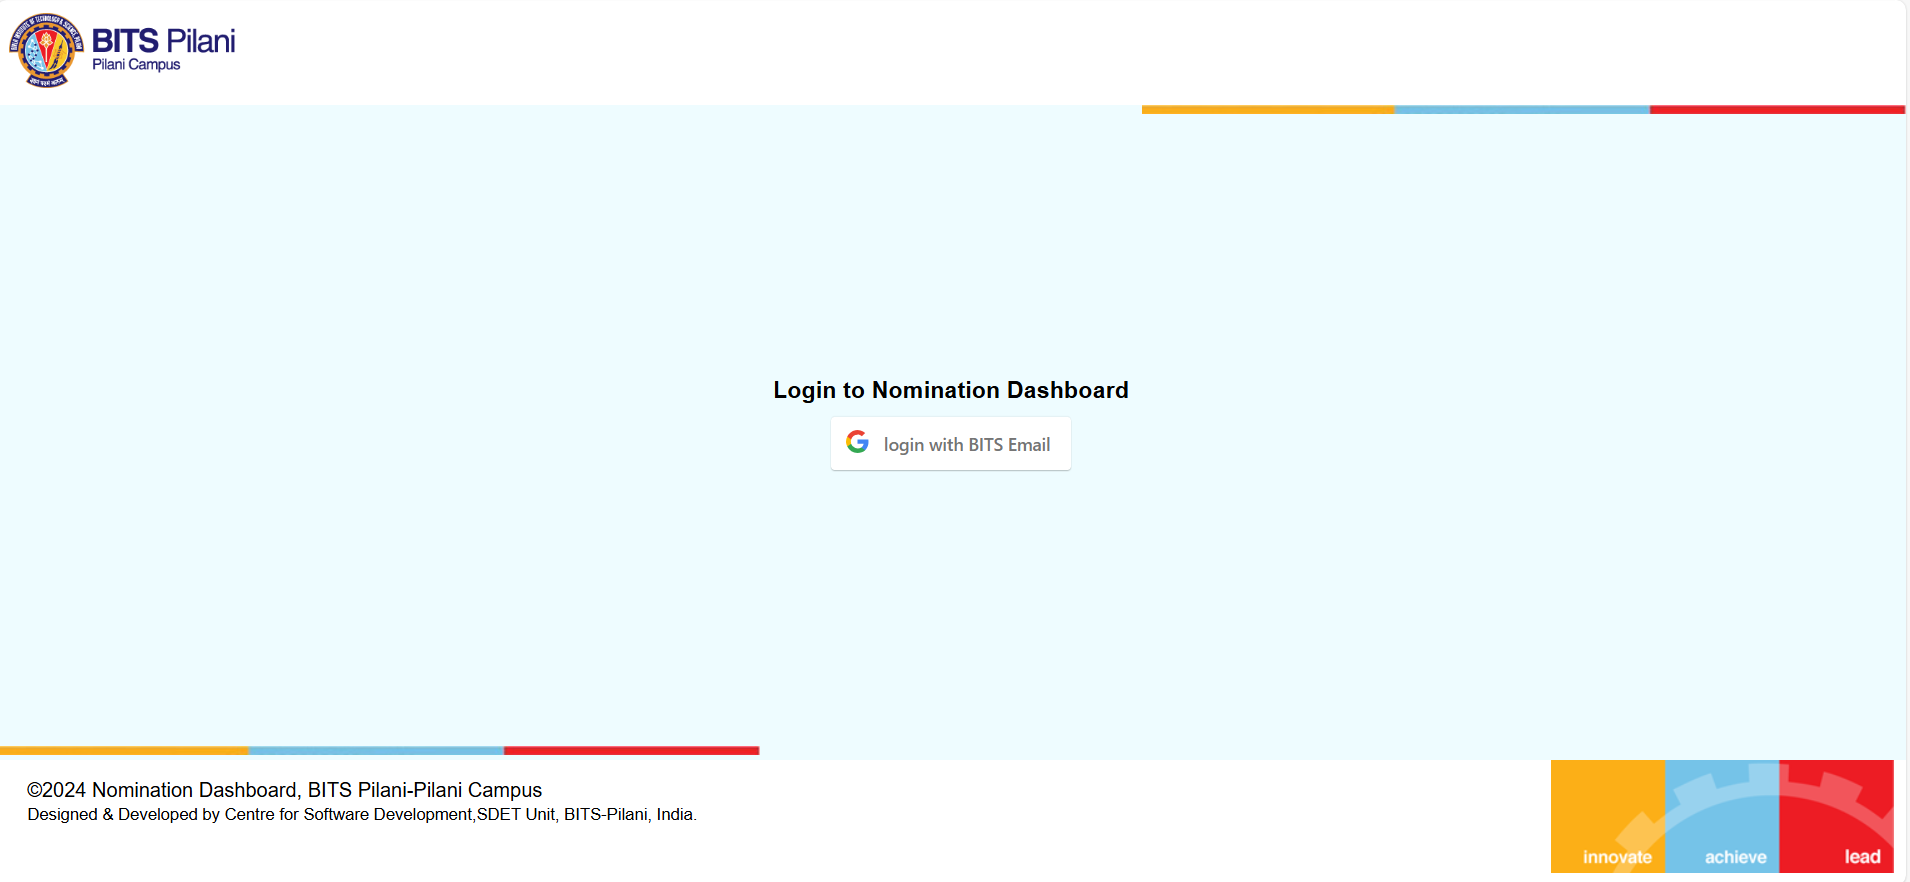 BITS Pilani
Pilani Campus
Login to Nomination Dashboard
login with BITS Email
©2024 Nomination Dashboard, BITS Pilani-Pilani Campus
Designed & Developed by Centre for Software Development,SDET Unit, BITS-Pilani, India.
innovate achieve lead